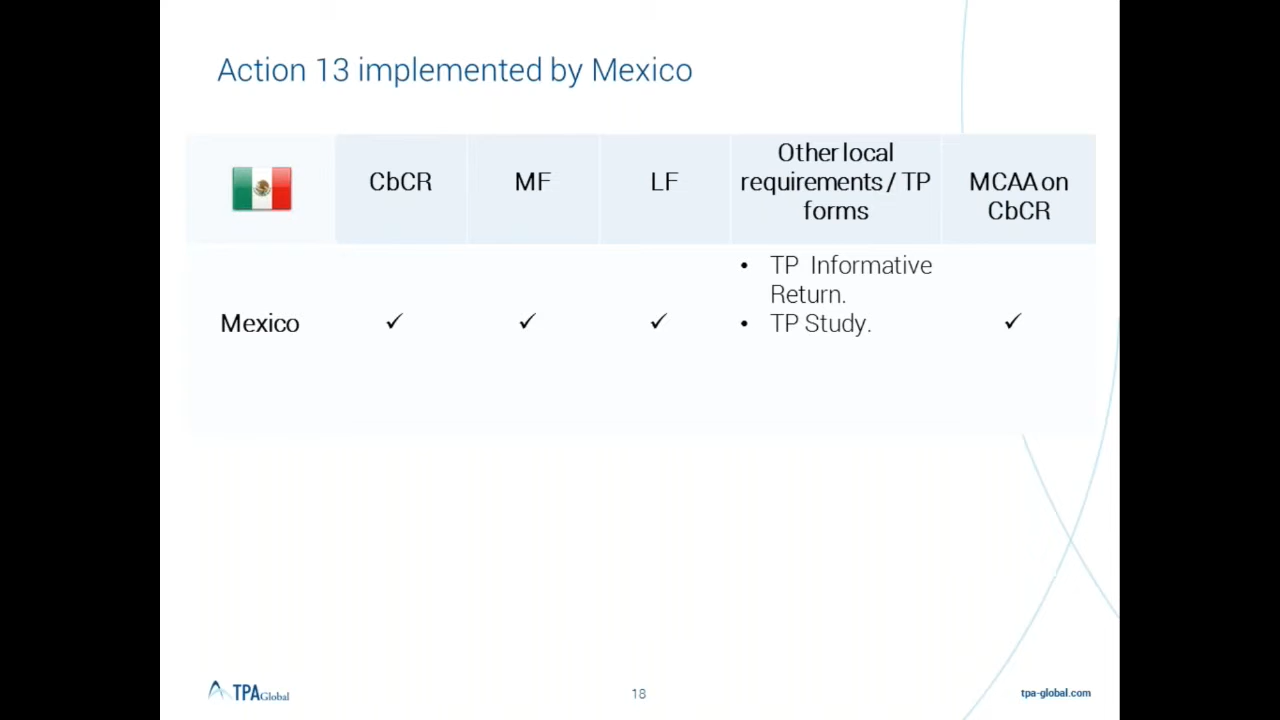 Action 13 implemented by Mexico
CbCR
MF
LF
Other local
requirements / TP
forms
MCAA on
CbCR
Mexico
✓
✓
✓
• TP Informative
Return.
• TP Study.
✓
TPA Global
18
tpa-global.com